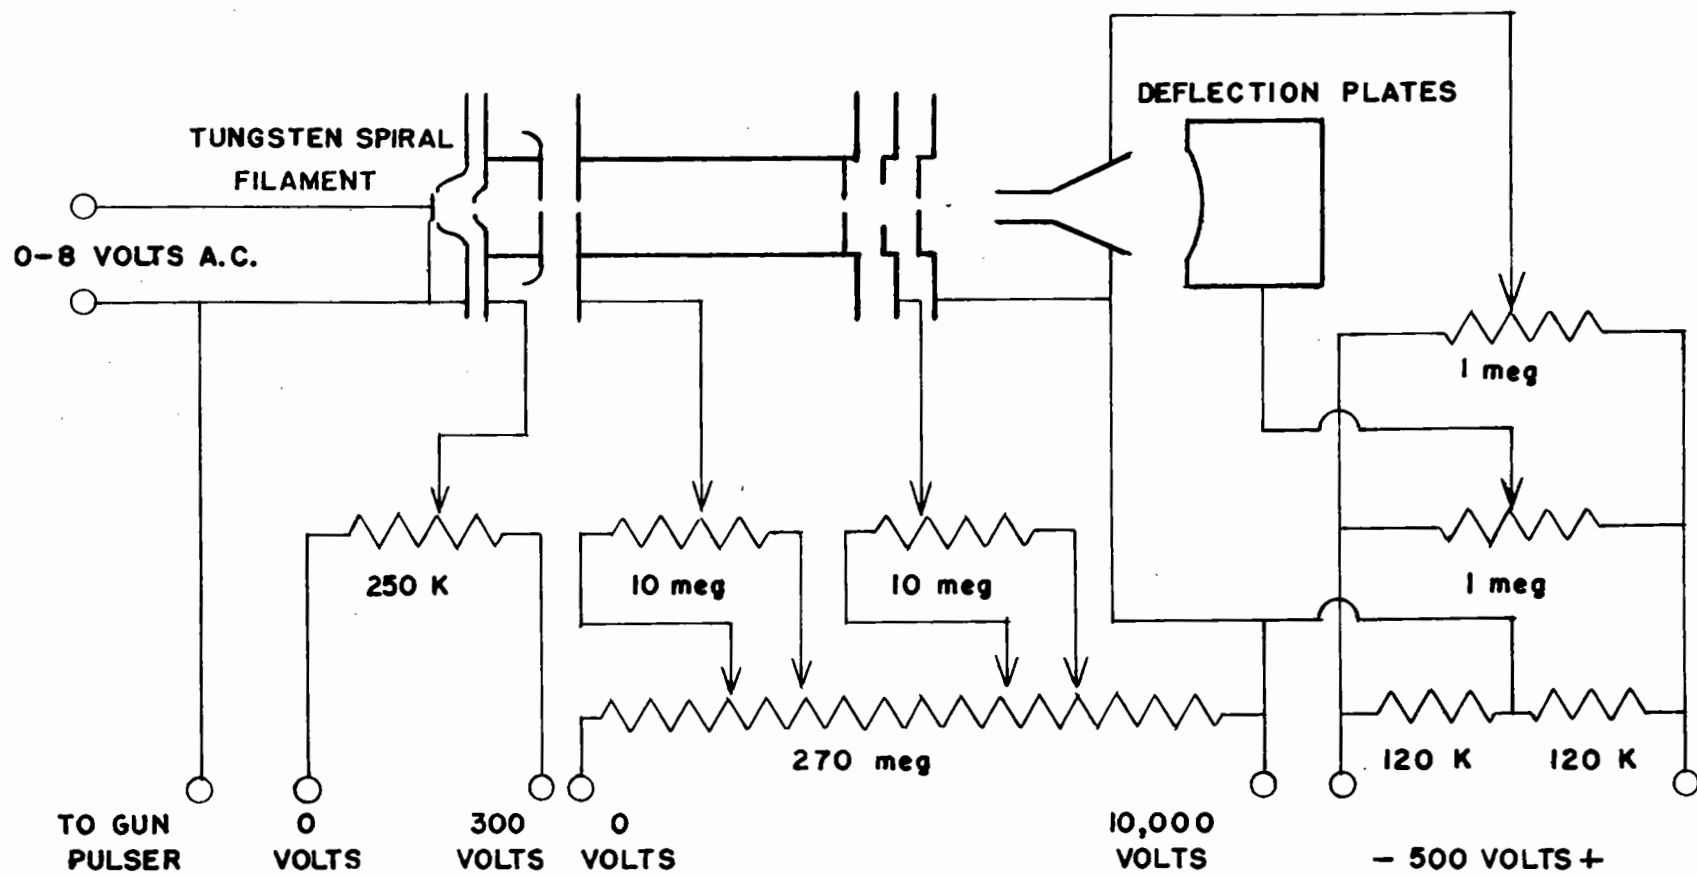 DEFLECTION PLATES
TUNGSTEN SPIRAL
FILAMENT
0-8 VOLTS A.C.
1 meg
250 K
10 meg
10 meg
1 meg
270 meg
120 K
120 K
TO GUN
PULSER
0
VOLTS
300
VOLTS
0
VOLTS
10,000
VOLTS
- 500 VOLTS +